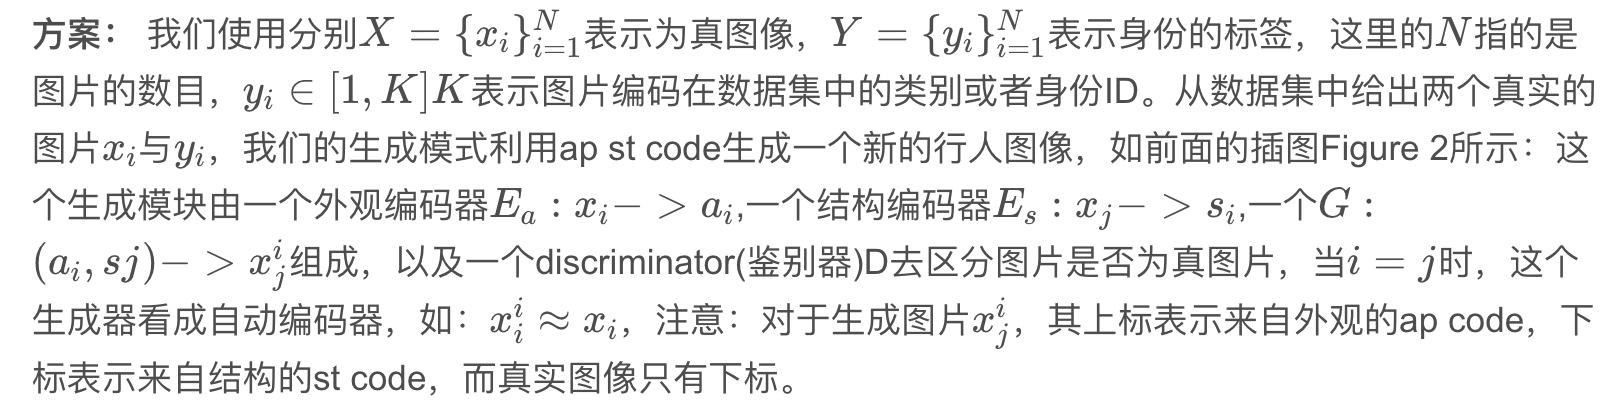 方案： 我们使用分别$X = \{x_i\}_{i=1}^{N}$表示为真图像，$Y = \{y_i\}_{i=1}^{N}$表示身份的标签，这里的$N$指的是
图片的数目，$y_i \in [1, K]K$表示图片编码在数据集中的类别或者身份ID。从数据集中给出两个真实的
图片$x_i$与$y_i$，我们的生成模式利用ap st code生成一个新的行人图像，如前面的插图Figure 2所示：这
个生成模块由一个外观编码器$E_a : x_i -> a_i$,一个结构编码器$E_s : x_j -> s_i$,一个$G :$
$(a_i, sj) -> x_j^i$组成，以及一个discriminator(鉴别器)D去区分图片是否为真图片，当$i = j$时，这个
生成器看成自动编码器，如：$x_i^i \approx x_i$，注意：对于生成图片$x_j^i$，其上标表示来自外观的ap code，下
标表示来自结构的st code，而真实图像只有下标。